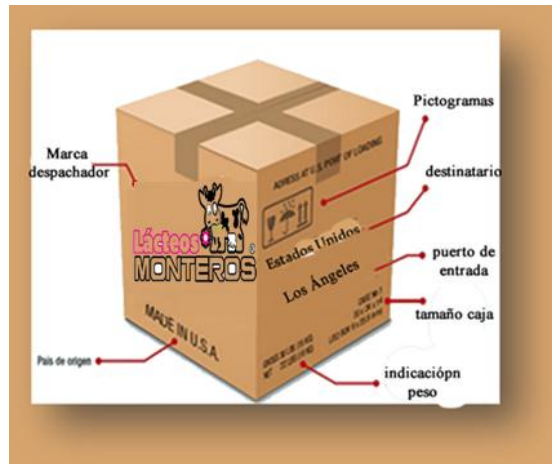 Pictogramas
Marca
despachador
ADRESS AT U.S. PORT OF LOADING
destinatario
Lácteos
MONTEROS
Estados Unidos
puerto de
entrada
Los Ángeles
tamaño caja
MADE IN U.S.A.
Pais de origen
indicaciópn
peso